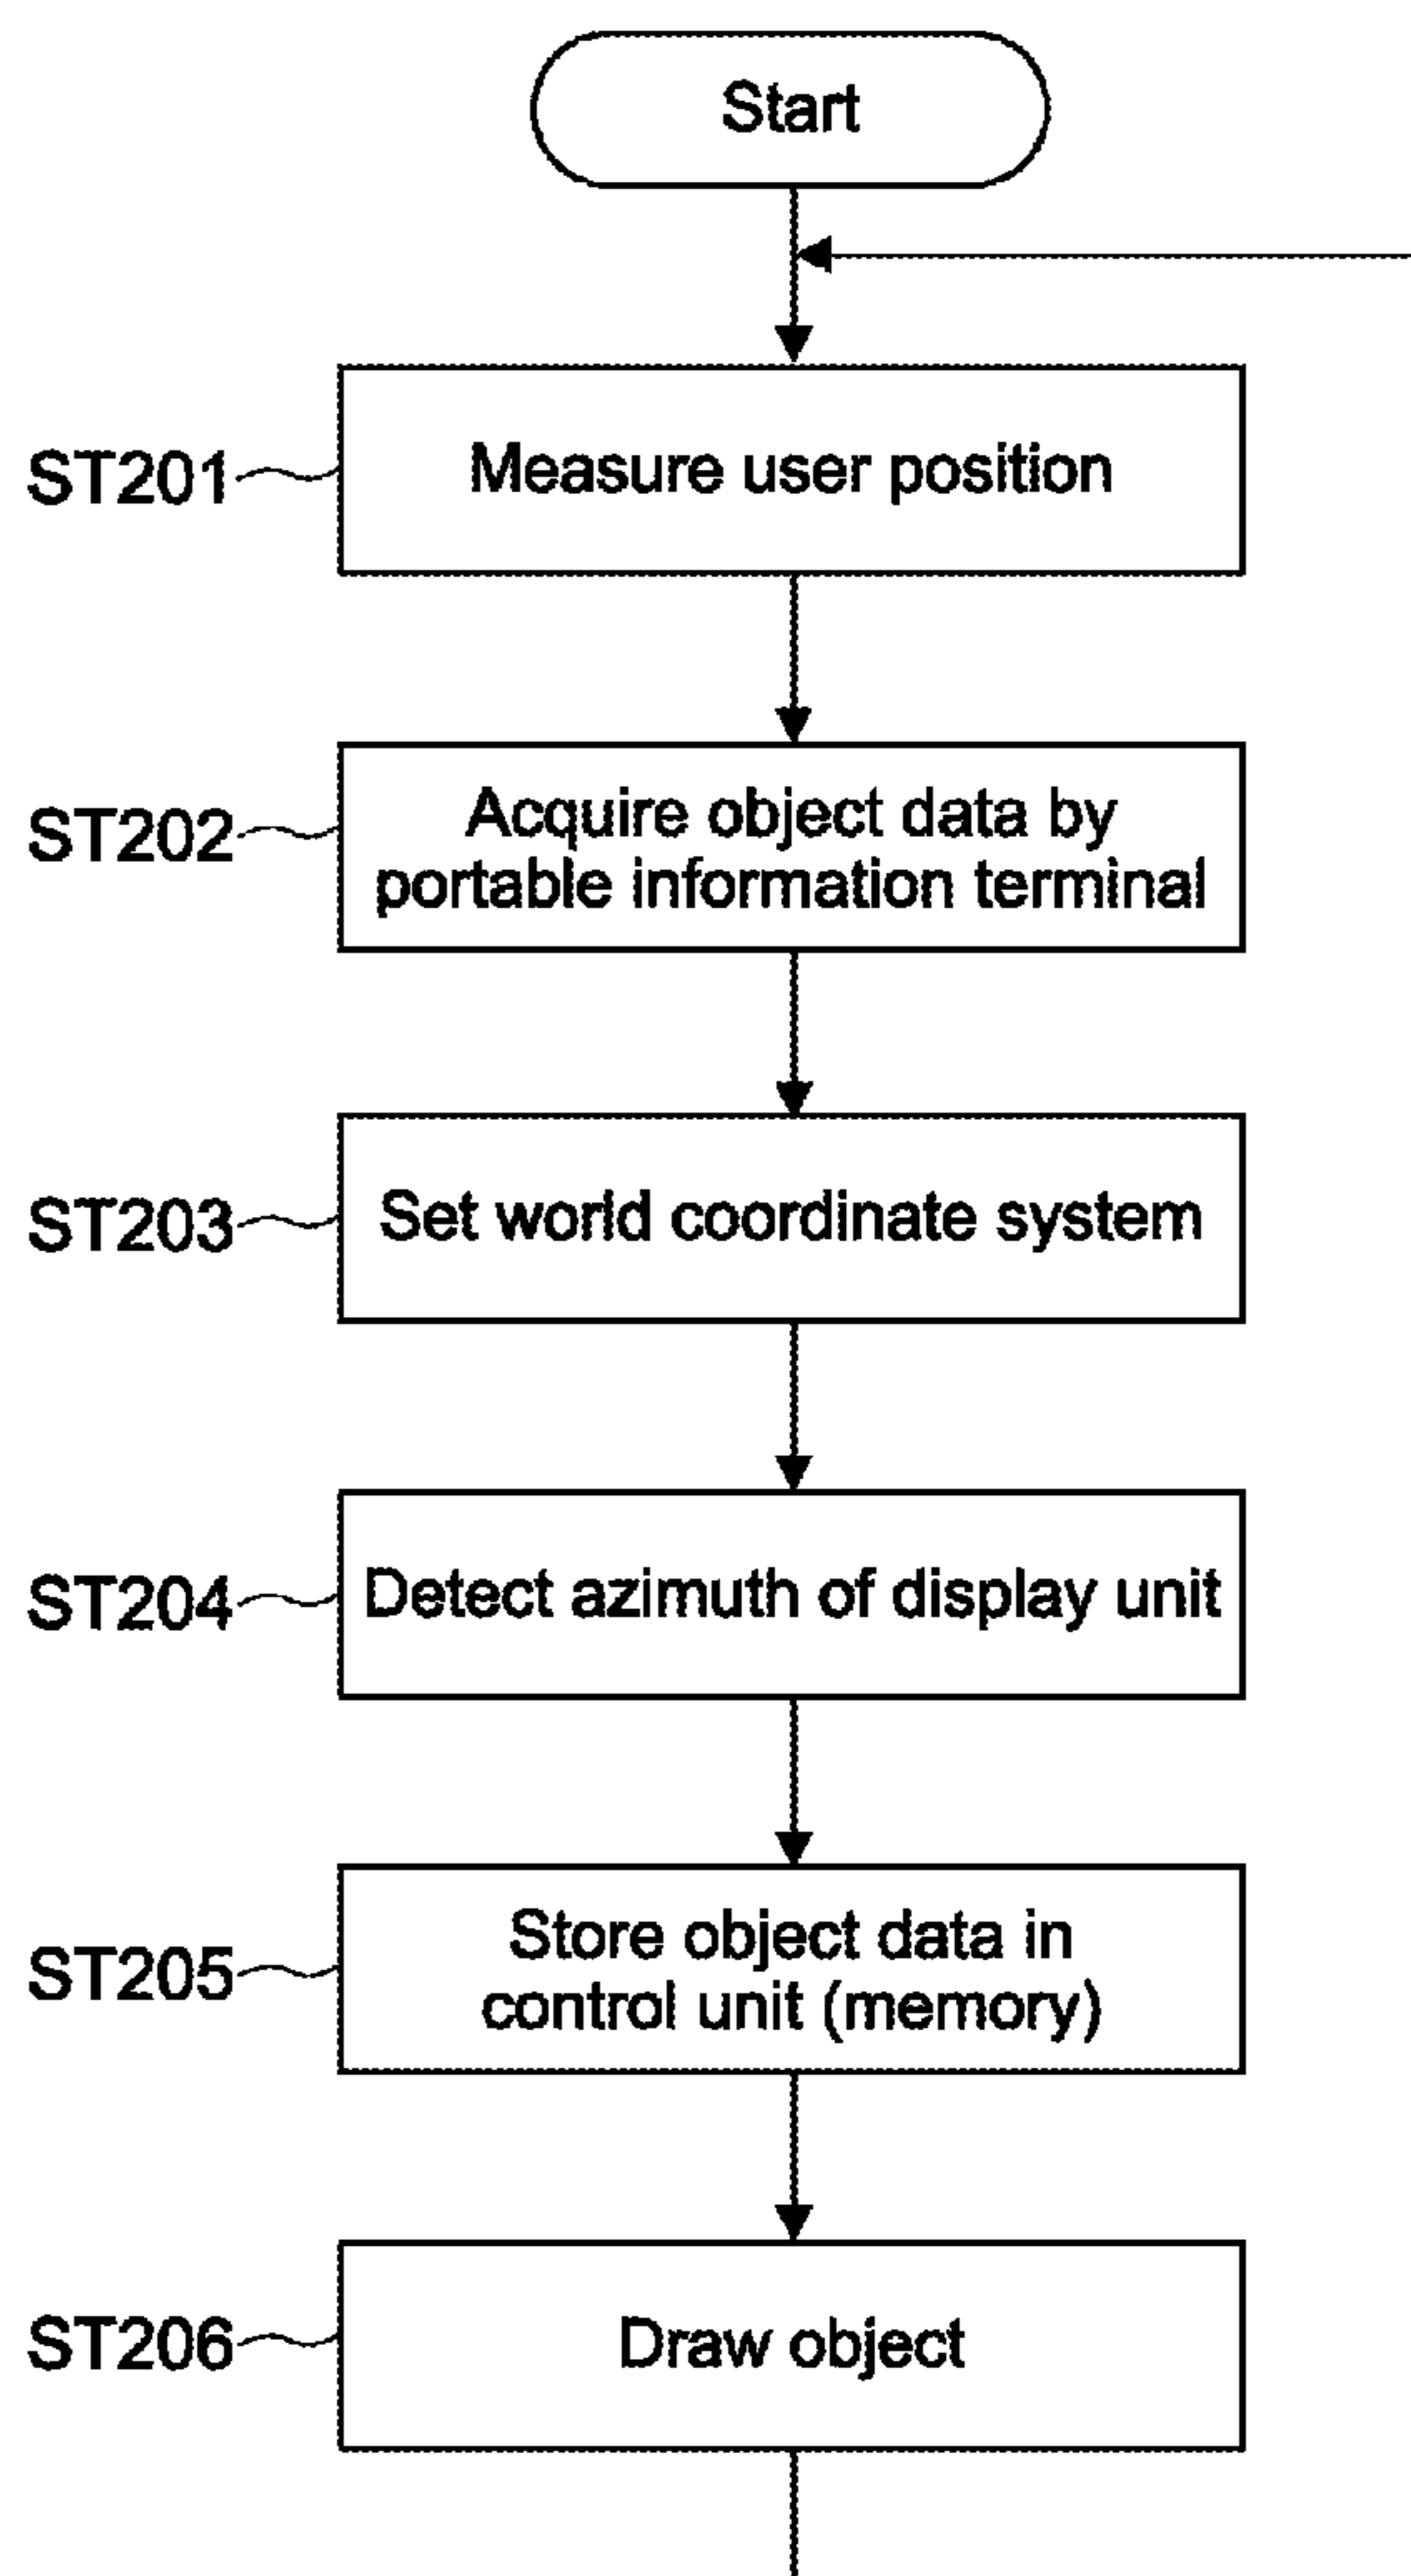 Start
ST201
Measure user position
ST202
Acquire object data by
portable information terminal
ST203
Set world coordinate system
ST204
Detect azimuth of display unit
ST205
Store object data in
control unit (memory)
ST206
Draw object